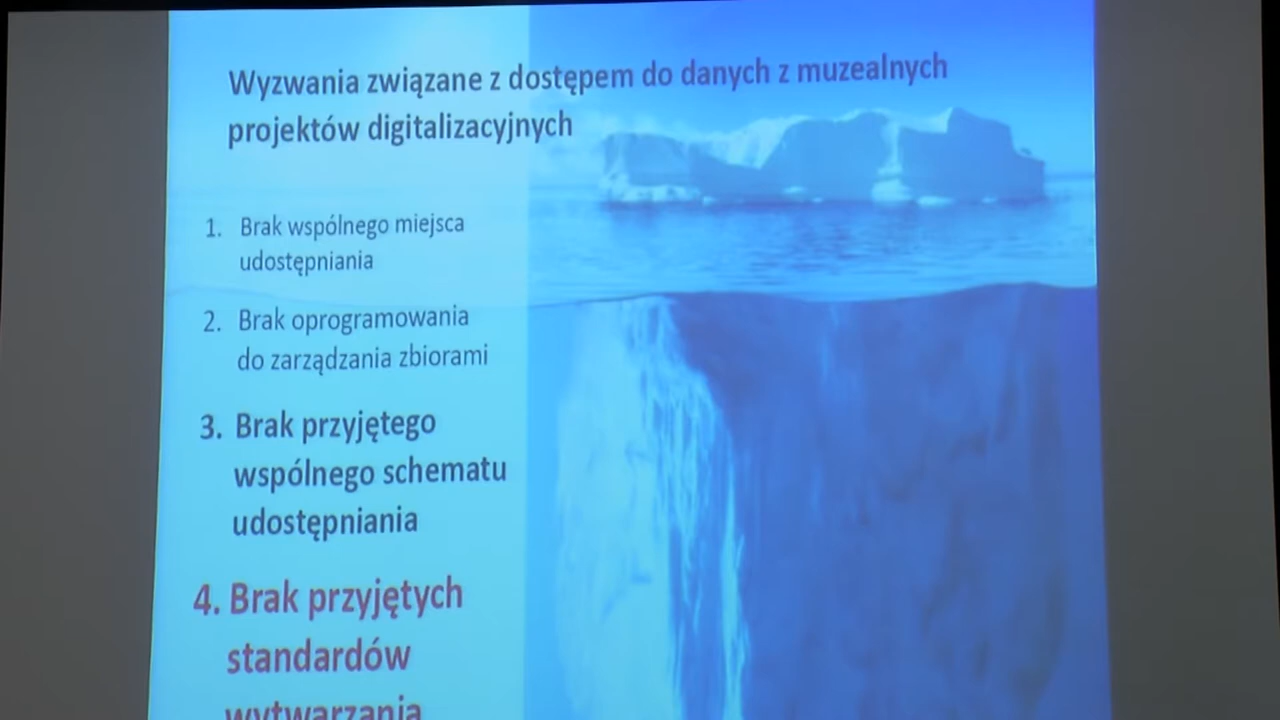 Wyzwania związane z dostępem do danych z muzealnych
projektów digitalizacyjnych
1. Brak wspólnego miejsca
udostępniania
2. Brak oprogramowania
do zarządzania zbiorami
3. Brak przyjętego
wspólnego schematu
udostępniania
4. Brak przyjętych
standardów
wytwarzania